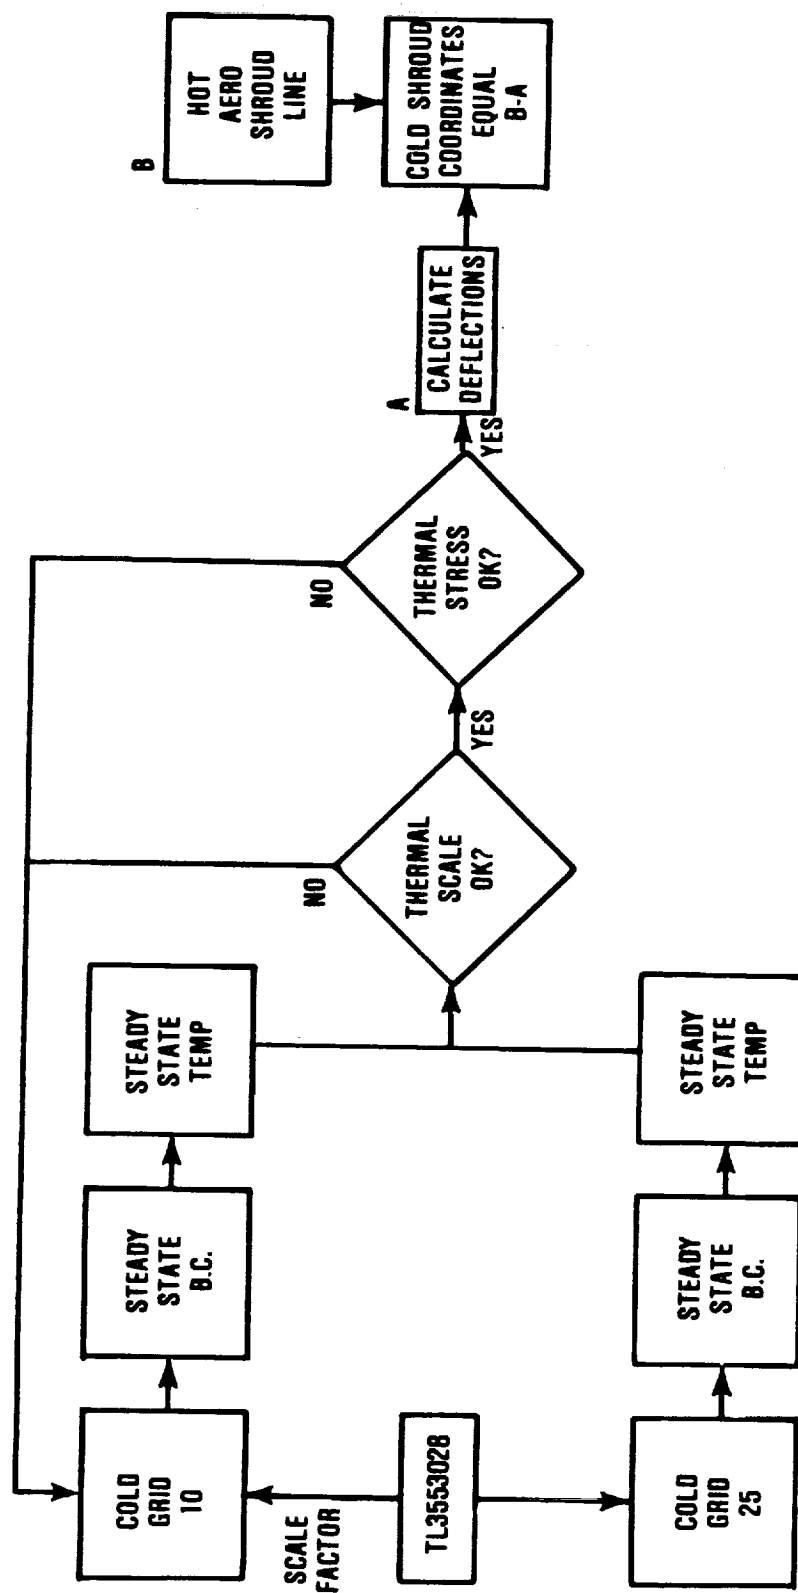 COLD
GRID
10
STEADY
STATE
B.C.
STEADY
STATE
TEMP
SCALE
FACTOR
TL3553028
COLD
GRID
25
STEADY
STATE
B.C.
STEADY
STATE
TEMP
NO
THERMAL
SCALE
OK?
YES
NO
THERMAL
STRESS
OK?
YES
A
CALCULATE
DEFLECTIONS
B
HOT
AERO
SHROUD
LINE
COLD SHROUD
COORDINATES
EQUAL
B-A